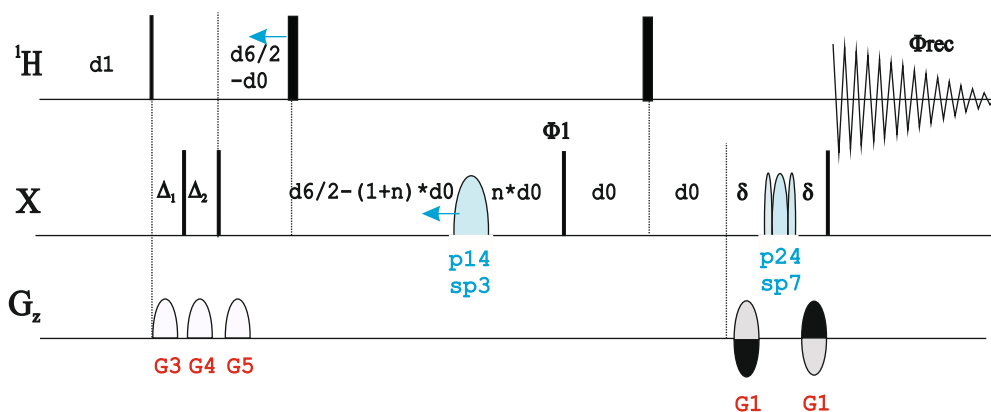 ¹H
d1
d6/2
-d0
Φrec
X
Δ₁
Δ₂
d6/2-(1+n)*d0
n*d0
Φ1
d0
d0
δ
δ
p14
sp3
p24
sp7
Gz
G3
G4
G5
G1
G1